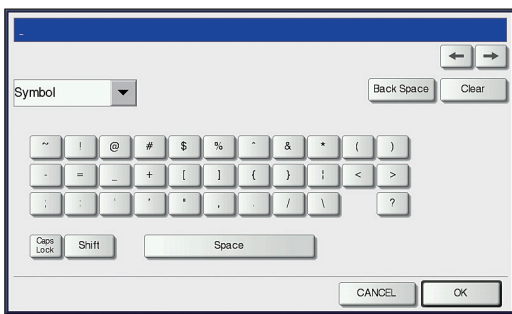 _
← →
Symbol Back Space Clear
~ ! @ # $ % ^ & * ( )
- = _ + [ ] { } ¦ < >
; : ` ' " , . / \ ?
Caps Lock Shift Space
CANCEL OK